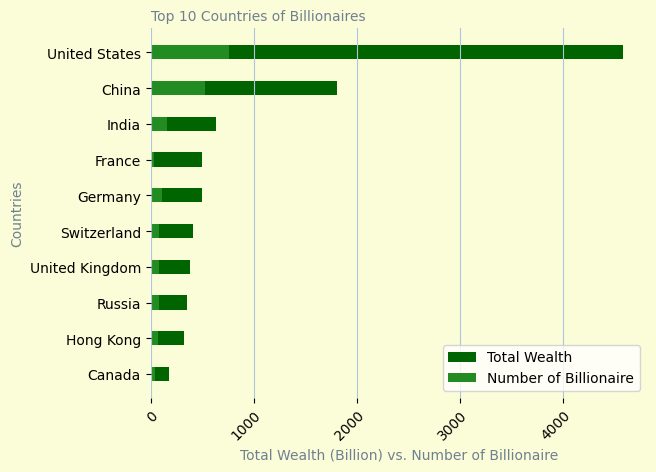 Top 10 Countries of Billionaires
United States
China
India
France
Germany
Switzerland
United Kingdom
Russia
Hong Kong
Canada
Countries
Total Wealth
Number of Billionaire
0 1000 2000 3000 4000
Total Wealth (Billion) vs. Number of Billionaire